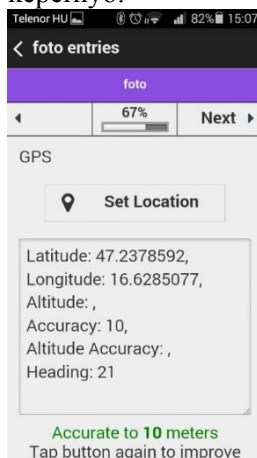 Telenor HU 82% 15:07
foto entries
foto
67% Next
GPS
Set Location
Latitude: 47.2378592,
Longitude: 16.6285077,
Altitude: ,
Accuracy: 10,
Altitude Accuracy: ,
Heading: 21
Accurate to 10 meters
Tap button again to improve